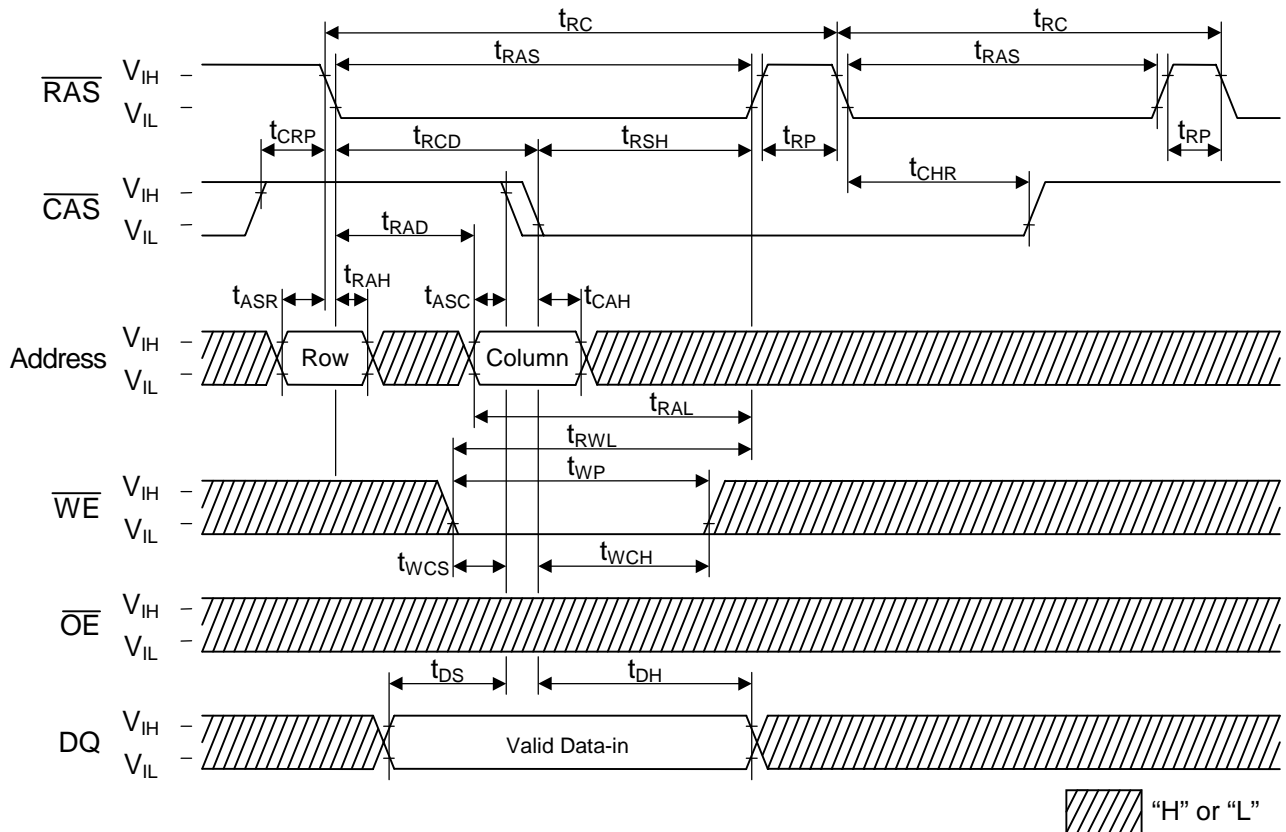 tRC tRC
tRAS tRAS
RAS VIH
VIL
tCRP tRCD tRSH tRP tCHR tRP
CAS VIH
VIL
tRAD
tASR tRAH tASC tCAH
Address VIH
VIL
Row Column
tRAL
tRWL
tWP
WE VIH
VIL
tWCS tWCH
OE VIH
VIL
tDS tDH
DQ VIH
VIL
Valid Data-in
“H” or “L”